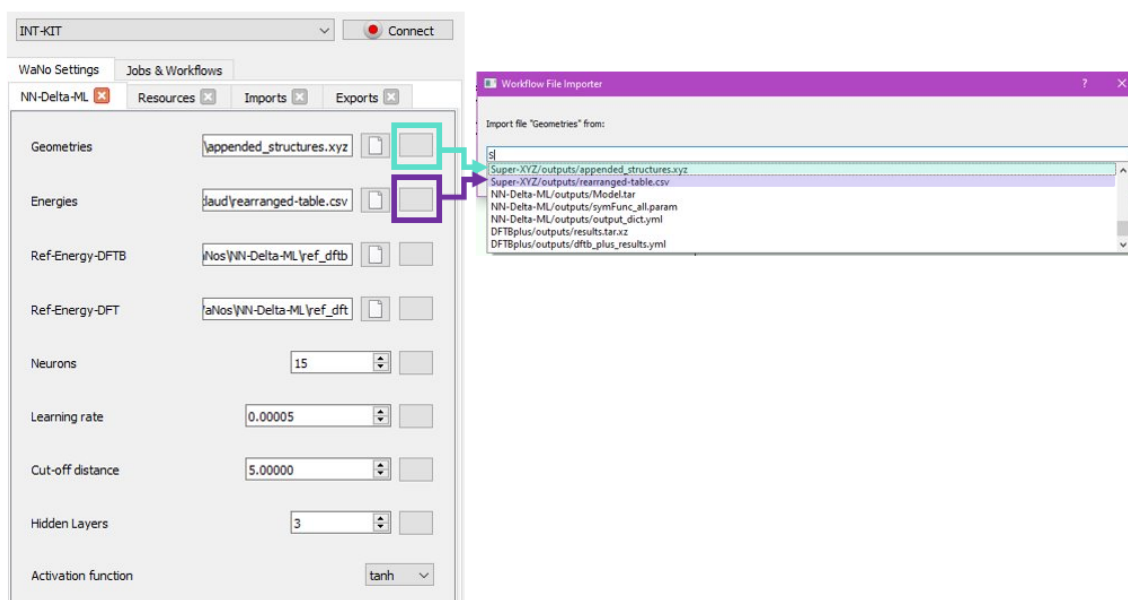 INT-KIT
Connect
WaNo Settings
Jobs & Workflows
NN-Delta-ML
Resources
Imports
Exports
Geometries
\appended_structures.xyz
Energies
daud\rearranged-table.csv
Ref-Energy-DFTB
\NN-Delta-ML\ref_dftb
Ref-Energy-DFT
'aNos\NN-Delta-ML\ref_dft
Neurons
15
Learning rate
0.00005
Cut-off distance
5.00000
Hidden Layers
3
Activation function
tanh
Workflow File Importer
?
Import file "Geometries" from:
S
Super-XYZ/outputs/appended_structures.xyz
Super-XYZ/outputs/rearranged-table.csv
NN-Delta-ML/outputs/Model.tar
NN-Delta-ML/outputs/symFunc_all.param
NN-Delta-ML/outputs/output_dict.yml
DFTBplus/outputs/results.tar.xz
DFTBplus/outputs/dftb_plus_results.yml